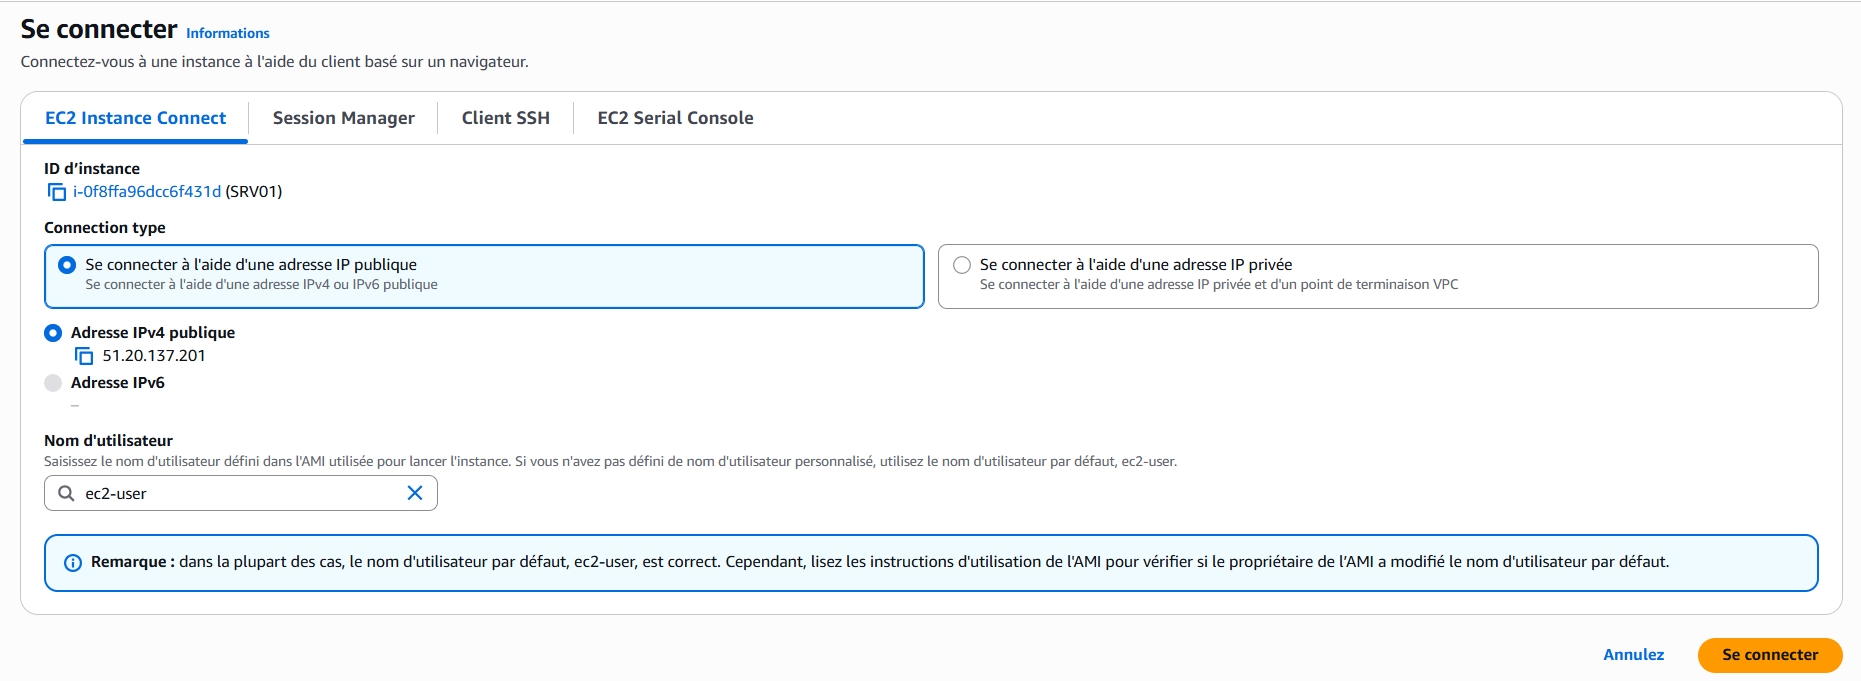 Se connecter Informations
Connectez-vous à une instance à l'aide du client basé sur un navigateur.
EC2 Instance Connect Session Manager Client SSH EC2 Serial Console
ID d’instance
i-0f8ffa96dcc6f431d (SRV01)
Connection type
Se connecter à l'aide d'une adresse IP publique
Se connecter à l'aide d'une adresse IPv4 ou IPv6 publique
Se connecter à l'aide d'une adresse IP privée
Se connecter à l'aide d'une adresse IP privée et d'un point de terminaison VPC
Adresse IPv4 publique
51.20.137.201
Adresse IPv6
–
Nom d'utilisateur
Saisissez le nom d'utilisateur défini dans l'AMI utilisée pour lancer l'instance. Si vous n'avez pas défini de nom d'utilisateur personnalisé, utilisez le nom d'utilisateur par défaut, ec2-user.
ec2-user
Remarque : dans la plupart des cas, le nom d'utilisateur par défaut, ec2-user, est correct. Cependant, lisez les instructions d'utilisation de l'AMI pour vérifier si le propriétaire de l’AMI a modifié le nom d'utilisateur par défaut.
Annulez Se connecter